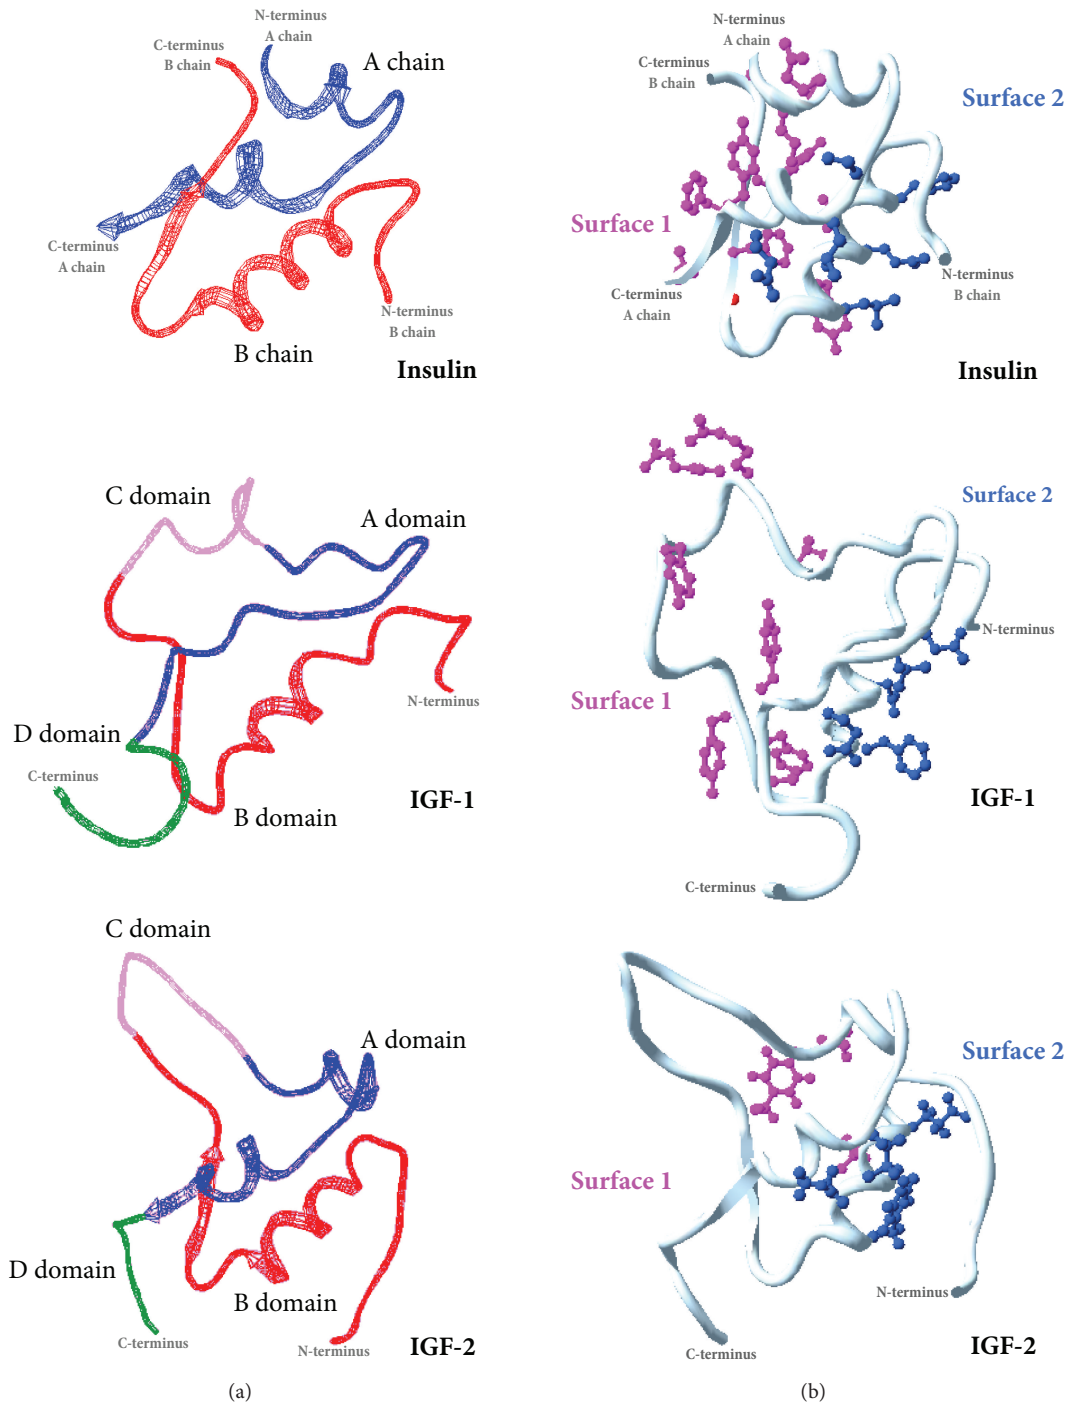 N-terminus
A chain
C-terminus
B chain
A chain
C-terminus
A chain
N-terminus
B chain
B chain
Insulin
N-terminus
A chain
C-terminus
B chain
Surface 2
Surface 1
C-terminus
A chain
N-terminus
B chain
Insulin
C domain
A domain
N-terminus
D domain
C-terminus
B domain
IGF-1
Surface 2
N-terminus
Surface 1
IGF-1
C-terminus
C domain
A domain
D domain
B domain
C-terminus
N-terminus
IGF-2
Surface 2
Surface 1
N-terminus
C-terminus
IGF-2
(a)
(b)